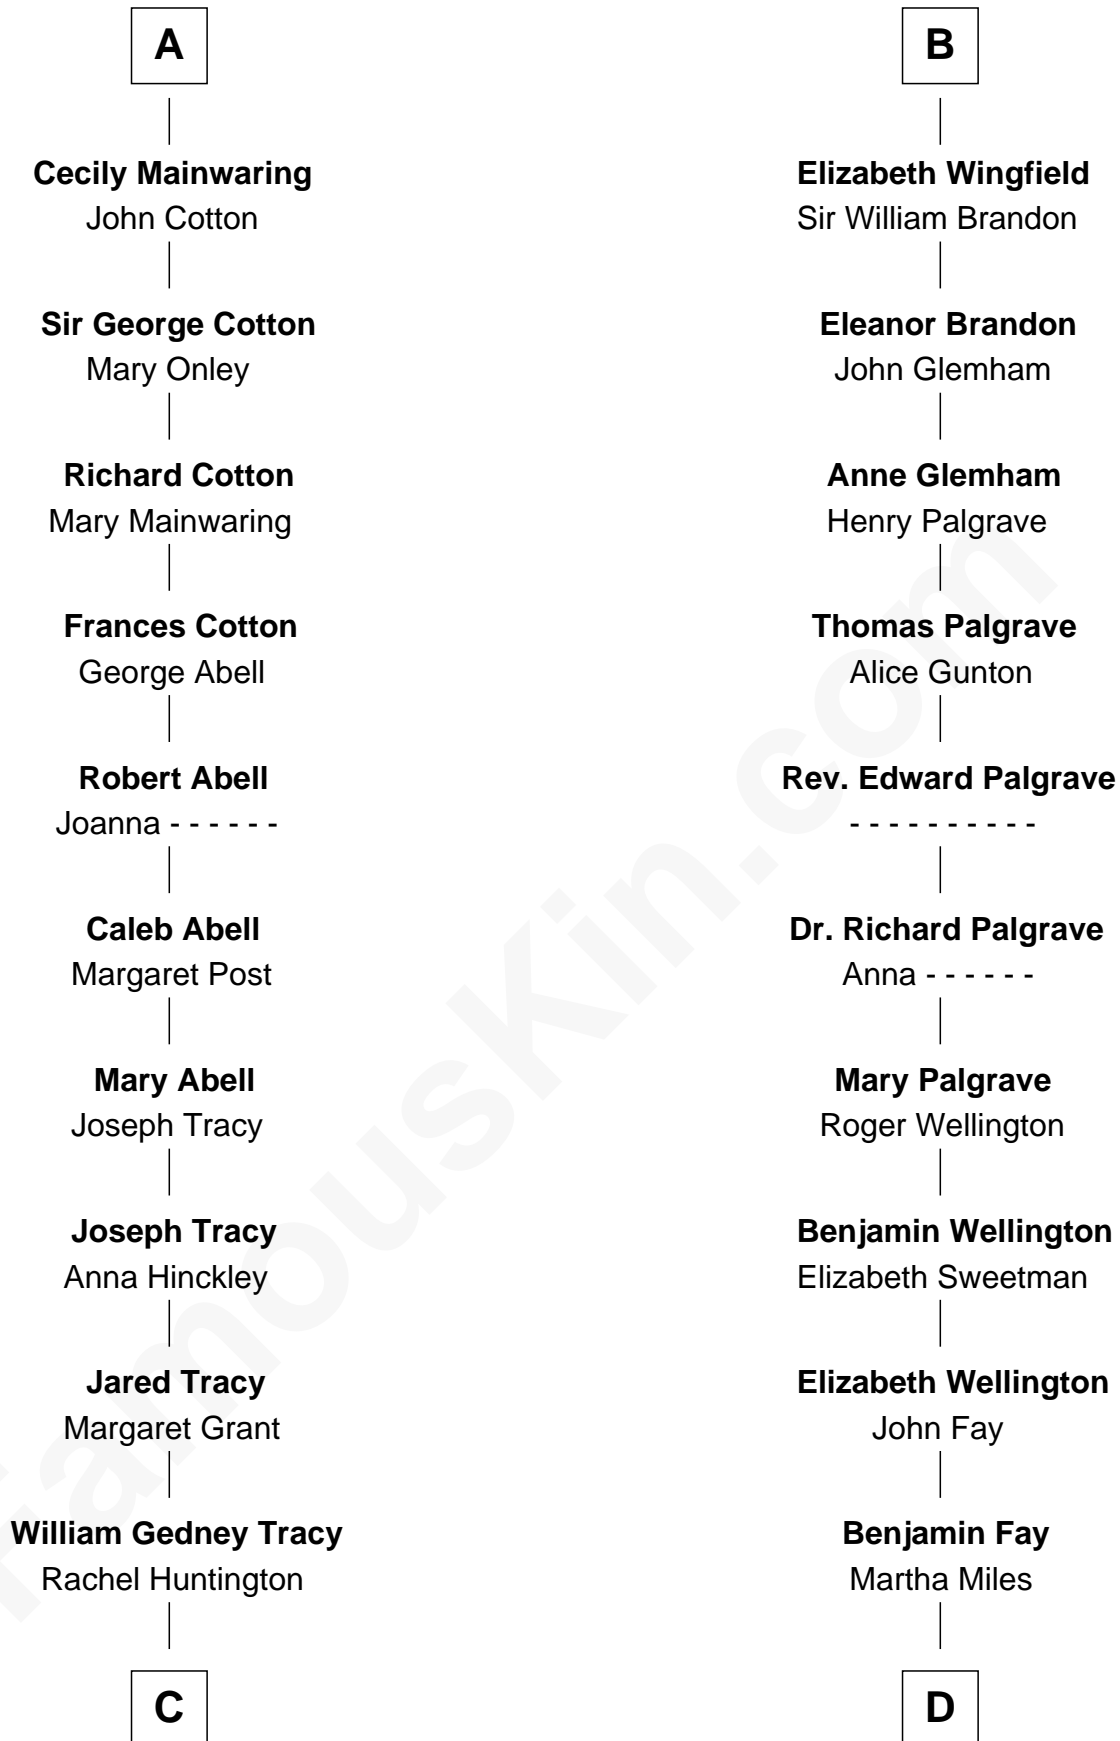 A
Cecily Mainwaring
John Cotton
Sir George Cotton
Mary Onley
Richard Cotton
Mary Mainwaring
Frances Cotton
George Abell
Robert Abell
Joanna - - - - - -
Caleb Abell
Margaret Post
Mary Abell
Joseph Tracy
Joseph Tracy
Anna Hinckley
Jared Tracy
Margaret Grant
William Gedney Tracy
Rachel Huntington
C
B
Elizabeth Wingfield
Sir William Brandon
Eleanor Brandon
John Glemham
Anne Glemham
Henry Palgrave
Thomas Palgrave
Alice Gunton
Rev. Edward Palgrave
- - - - - - - - - -
Dr. Richard Palgrave
Anna - - - - - -
Mary Palgrave
Roger Wellington
Benjamin Wellington
Elizabeth Sweetman
Elizabeth Wellington
John Fay
Benjamin Fay
Martha Miles
D
FamousKin.com